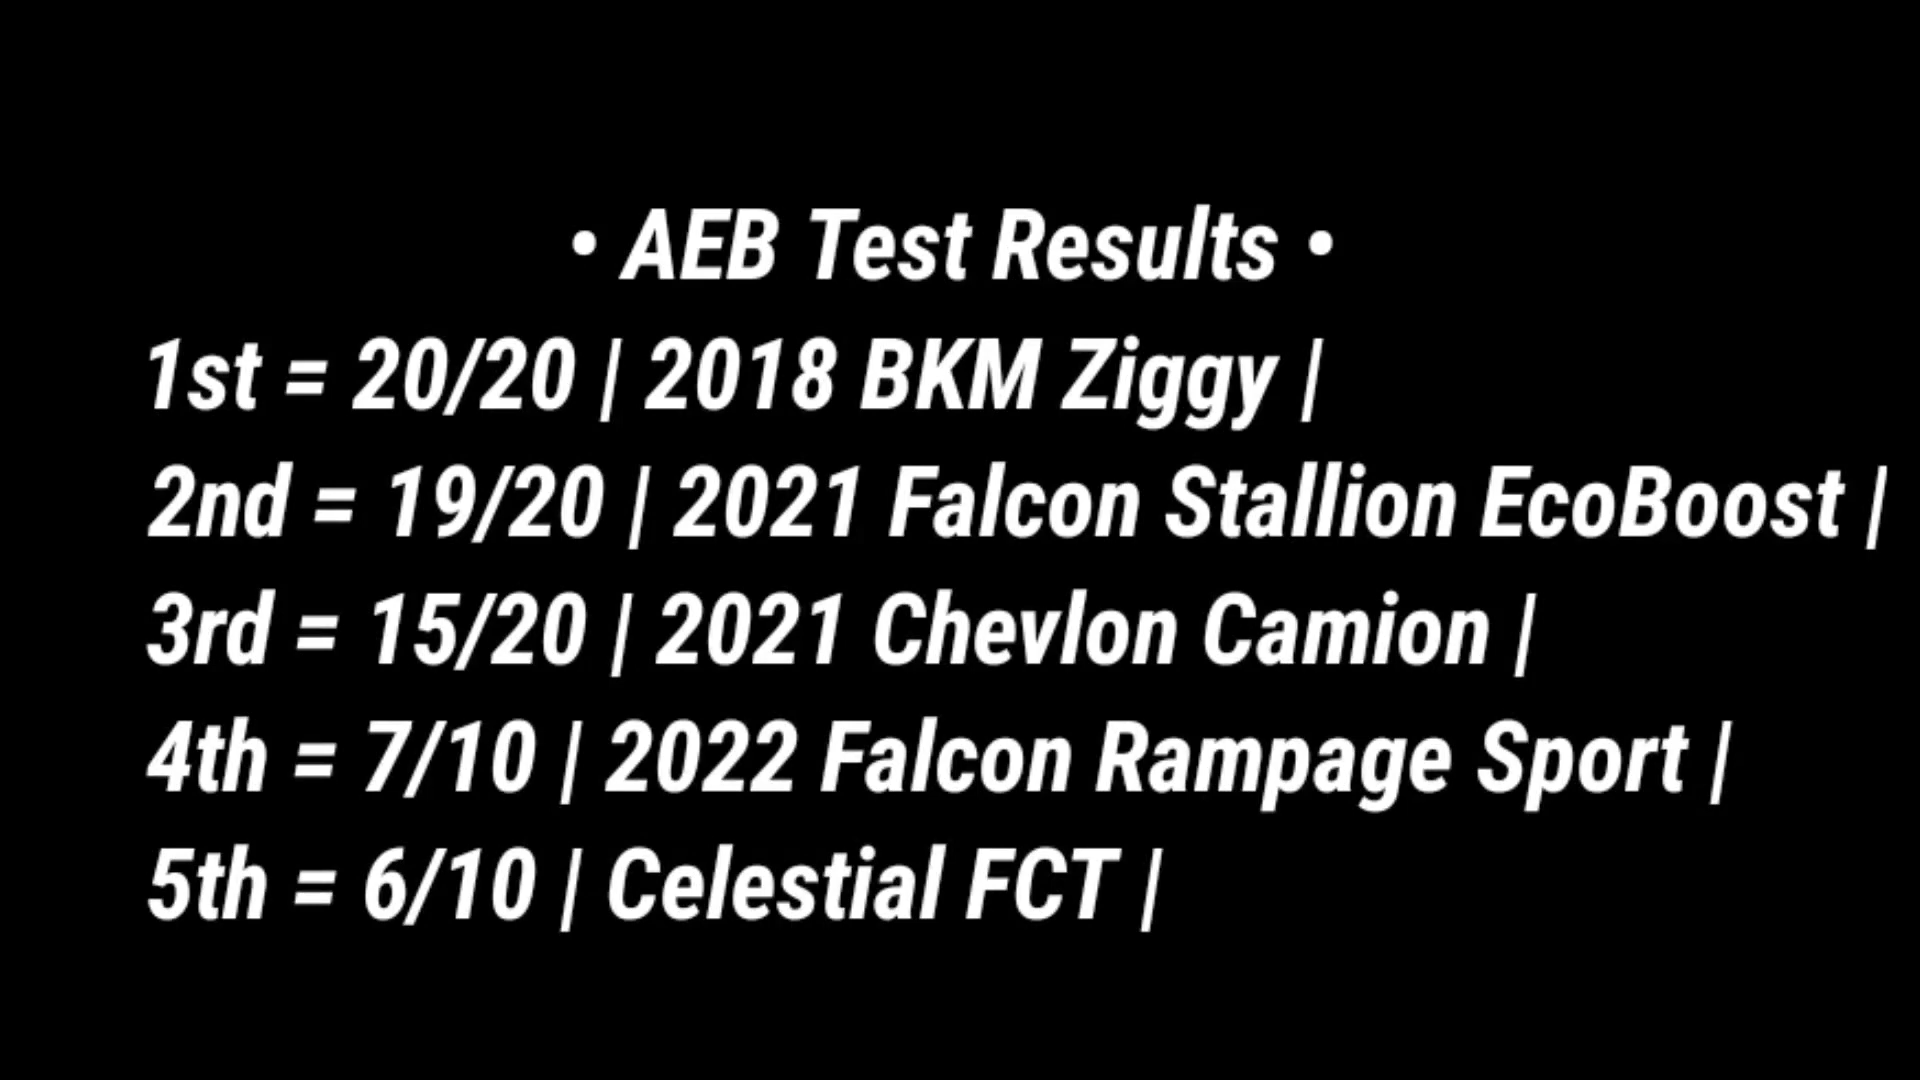 • AEB Test Results •
1st = 20/20 | 2018 BKM Ziggy |
2nd = 19/20 | 2021 Falcon Stallion EcoBoost |
3rd = 15/20 | 2021 Chevlon Camion |
4th = 7/10 | 2022 Falcon Rampage Sport |
5th = 6/10 | Celestial FCT |